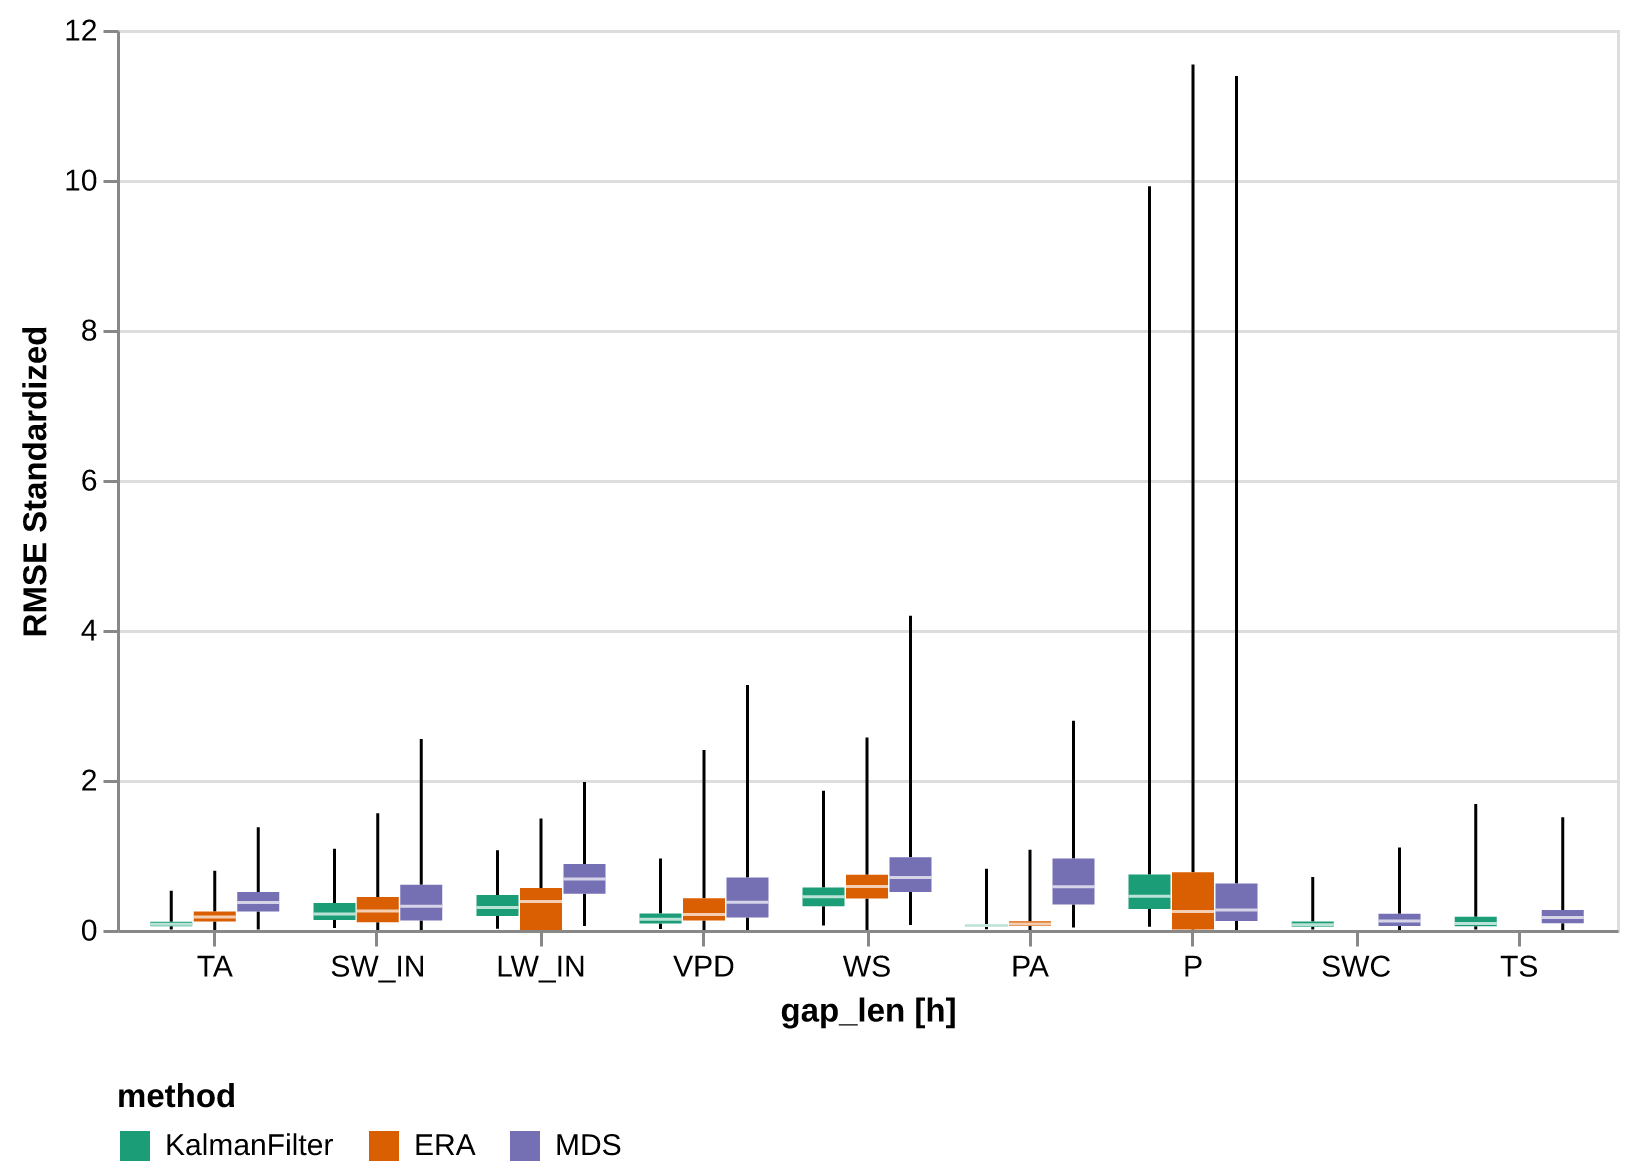 12
10
8
6
4
2
0
RMSE Standardized
TA SW_IN LW_IN VPD WS PA P SWC TS
gap_len [h]
method
KalmanFilter ERA MDS